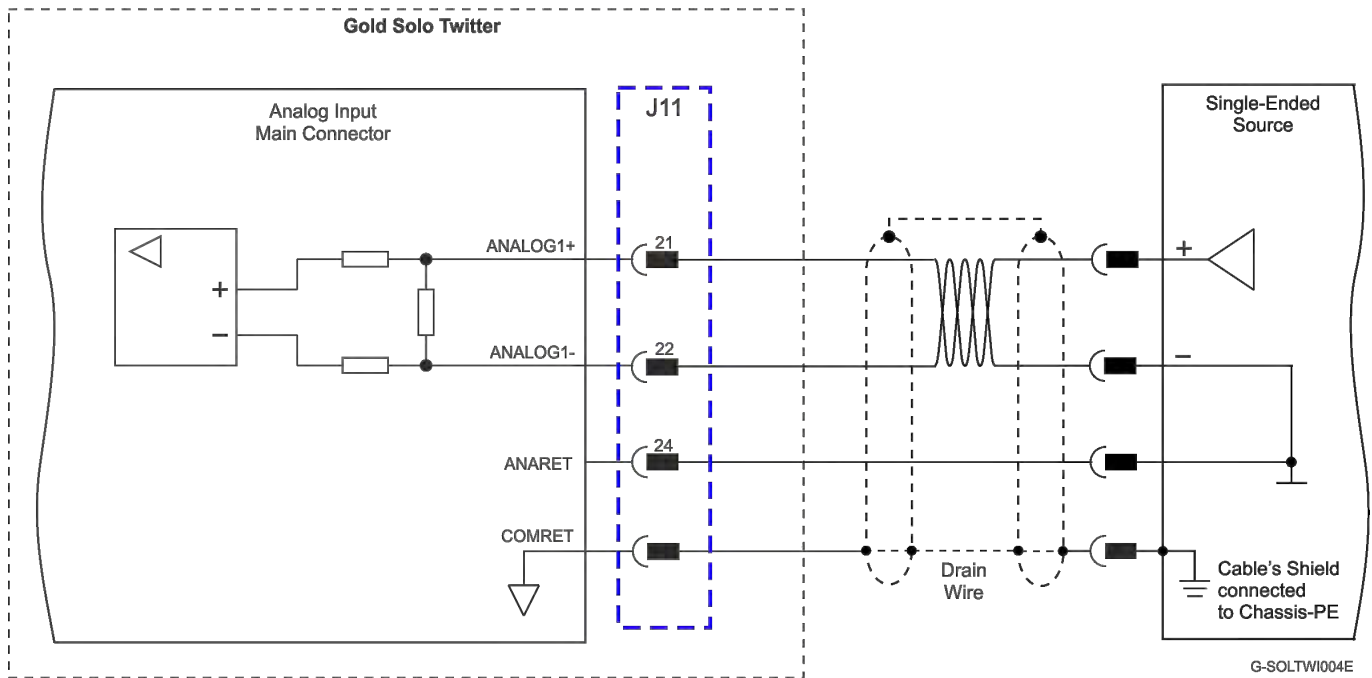 Gold Solo Twitter
Analog Input
Main Connector
J11
Single-Ended
Source
ANALOG1+
21
+
+
-
ANALOG1-
22
-
ANARET
24
COMRET
Drain
Wire
Cable's Shield
connected
to Chassis-PE
G-SOLTWI004E